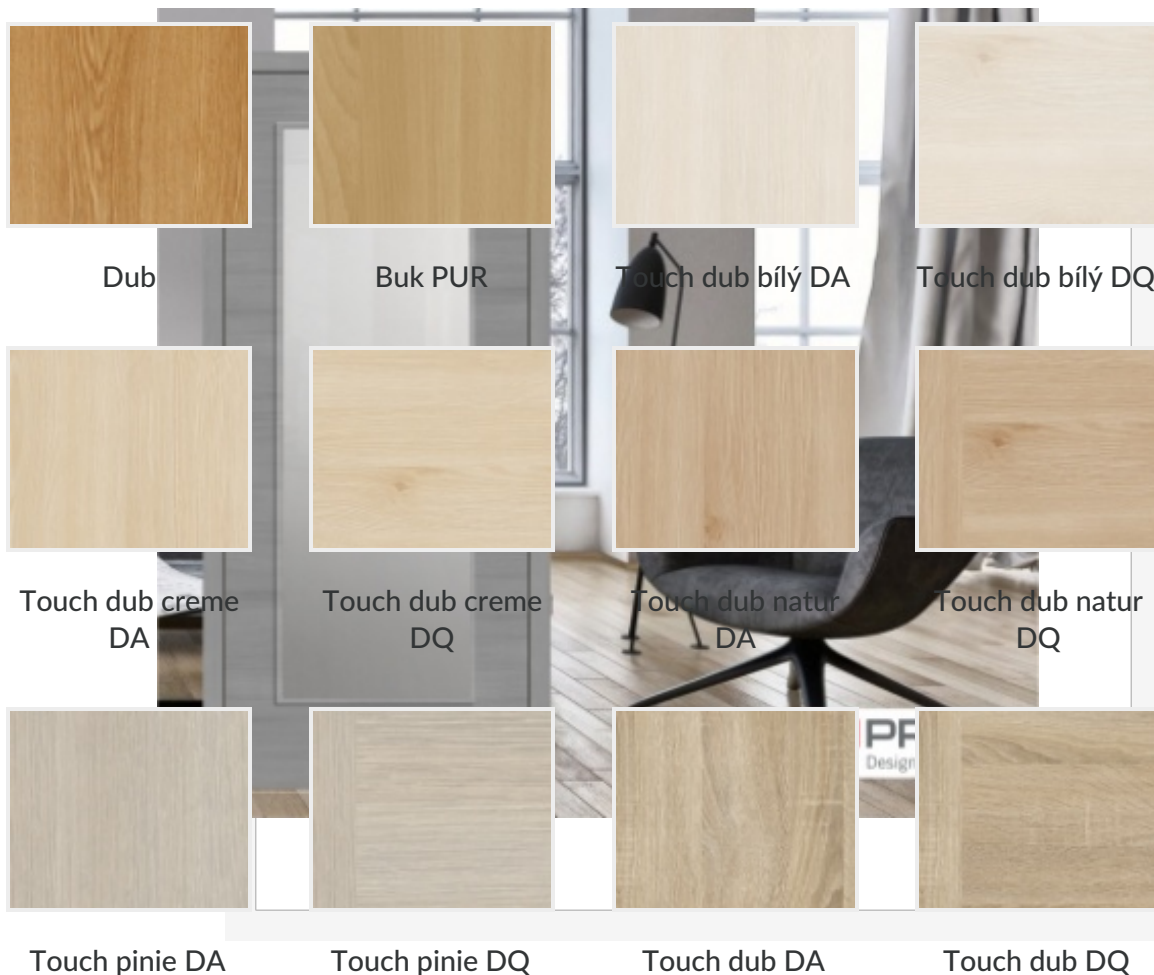 Dub
Buk PUR
Touch dub bílý DA
Touch dub bílý DQ
Touch dub creme
DA
Touch dub creme
DQ
Touch dub natur
DA
Touch dub natur
DQ
Touch pinie DA
Touch pinie DQ
Touch dub DA
Touch dub DQ